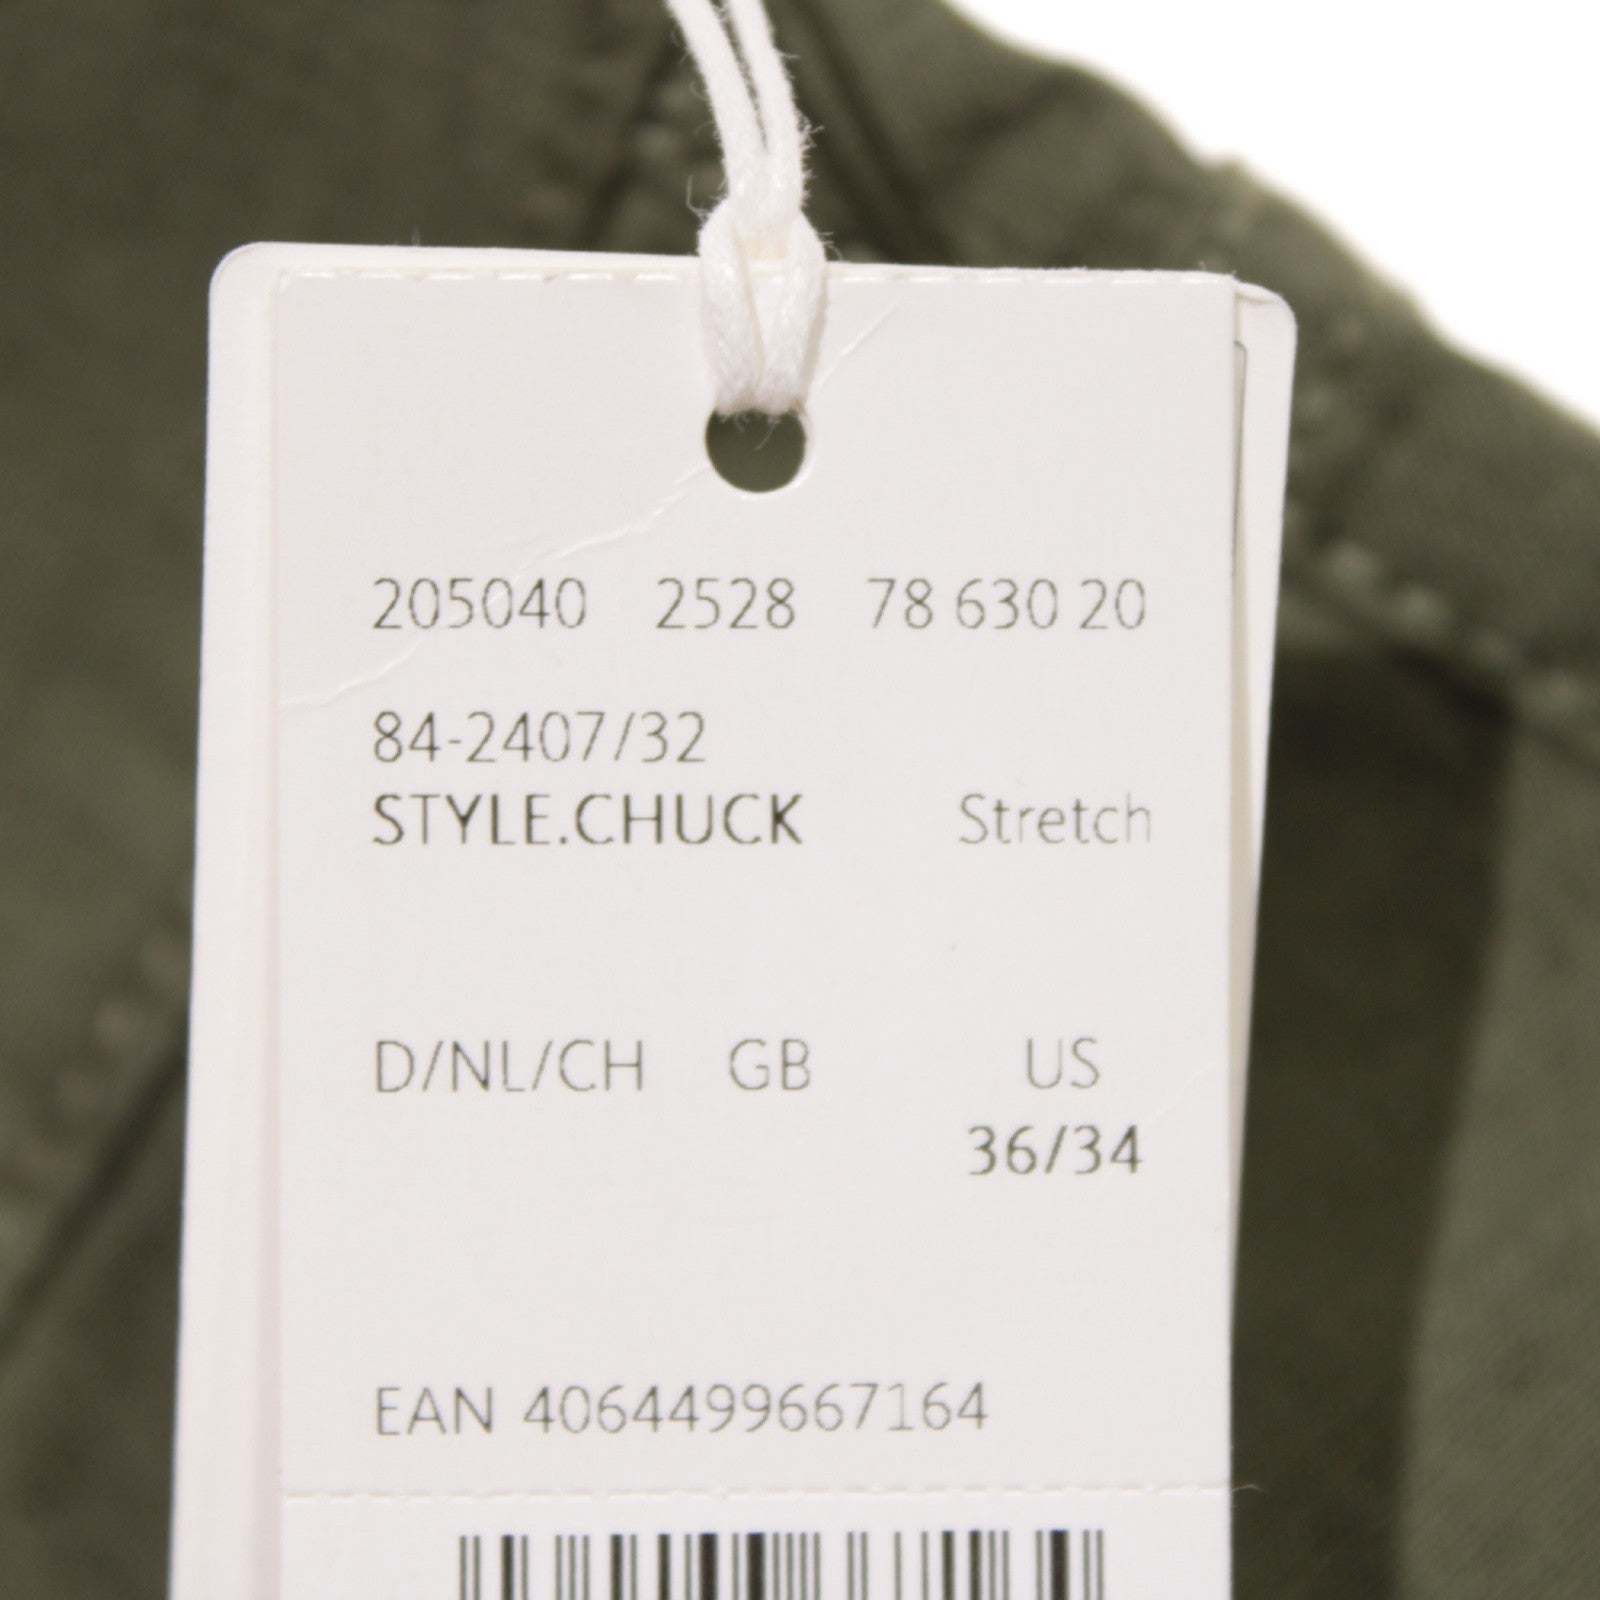 205040 2528 78 630 20
84-2407/32
STYLE.CHUCK Stretch
D/NL/CH GB US
36/34
EAN 4064499667164